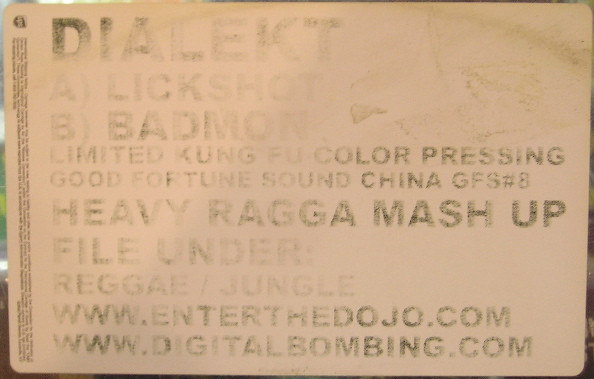 DIALEKT
A) LICKSHOT
B) BADMON
LIMITED KUNG FU COLOR PRESSING
GOOD FORTUNE SOUND CHINA GFS#8
HEAVY RAGGA MASH UP
FILE UNDER:
REGGAE / JUNGLE
WWW.ENTERTHEDOJO.COM
WWW.DIGITALBOMBING.COM